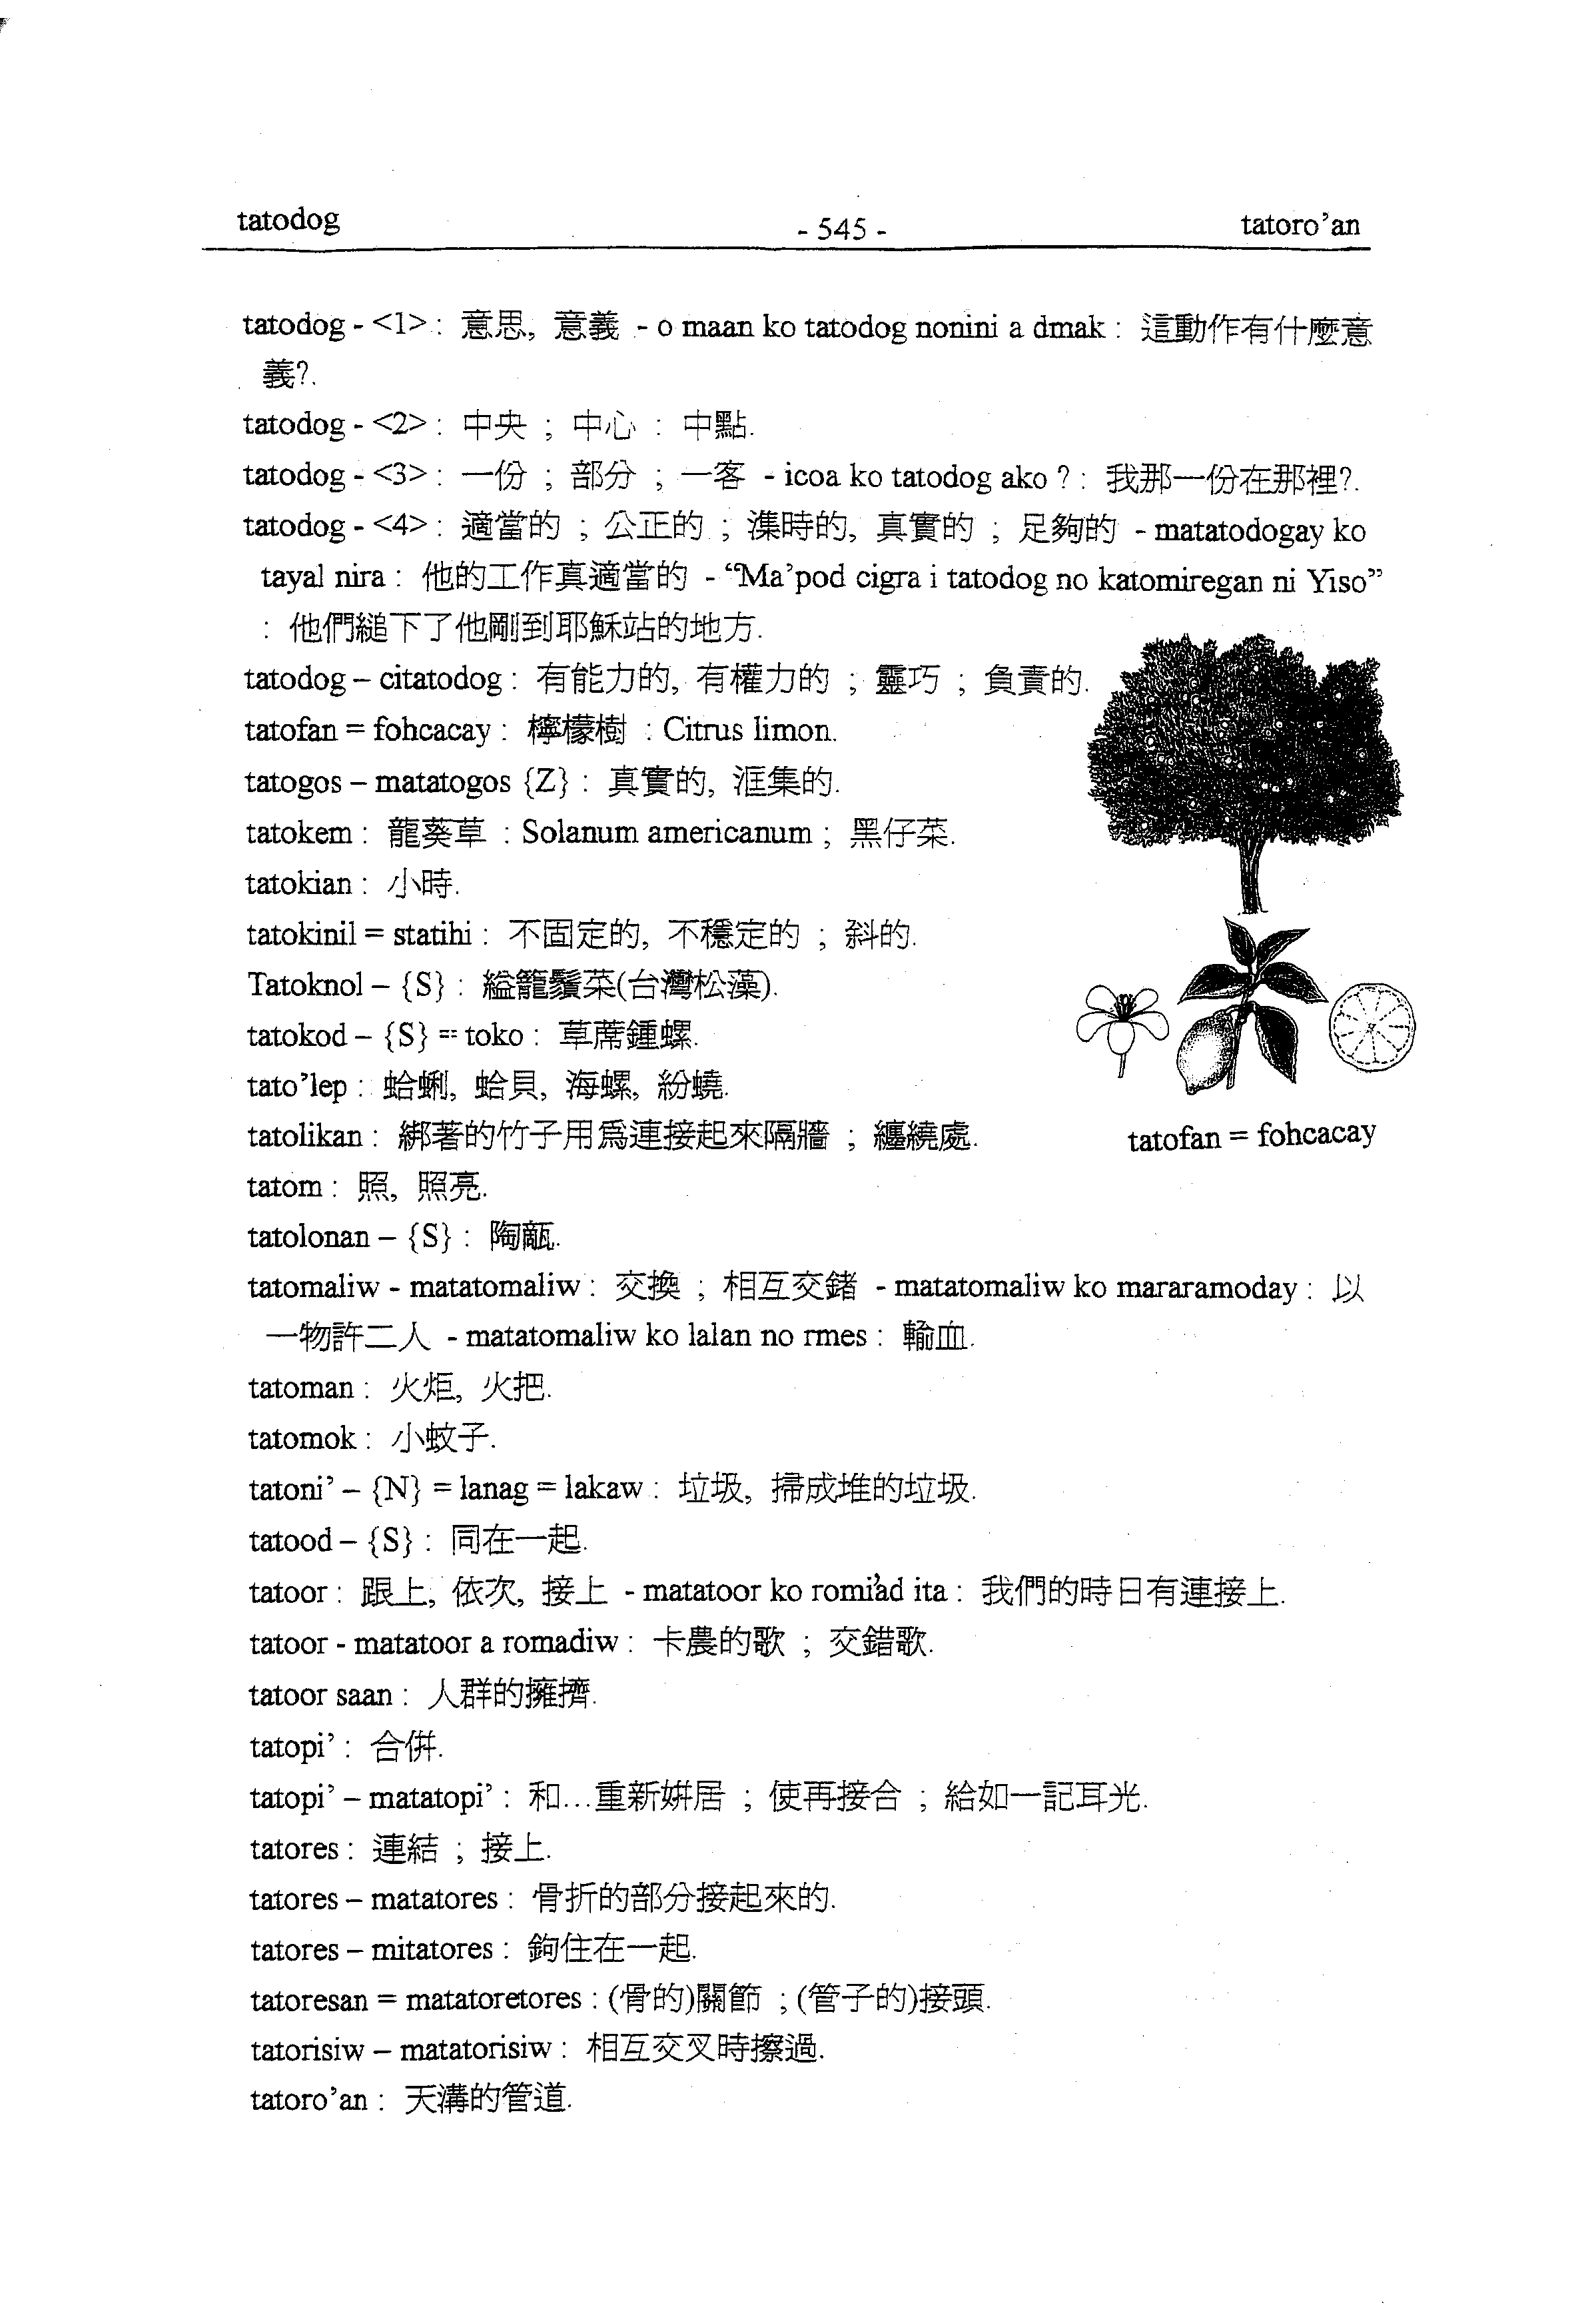 tatodog
- 545 -
tatoro’an
tatodog - <1> : 意思, 意義 - o maan ko tatodog nonini a dmak : 這動作有什麼意
義?.
tatodog - <2> : 中央 ; 中心 : 中點.
tatodog - <3> : 一份 ; 部分 ; 一客 - icoa ko tatodog ako ? : 我那一份在那裡?.
tatodog - <4> : 適當的 ; 公正的 ; 準時的, 真實的 ; 足夠的 - matatodogay ko
tayal nira : 他的工作真適當的 - “Ma’pod cigra i tatodog no katomiregan ni Yiso”
: 他們縋下了他剛到耶穌站的地方.
tatodog – citatodog : 有能力的, 有權力的 ; 靈巧 ; 負責的.
tatofan = fohcacay : 檸檬樹 : Citrus limon.
tatogos – matatogos {Z} : 真實的, 滙集的.
tatokem : 龍葵草 : Solanum americanum ; 黑仔菜.
tatokian : 小時.
tatokinil = statihi : 不固定的, 不穩定的 ; 斜的.
Tatoknol – {S} : 縊籠鬚菜(台灣松藻).
tatokod – {S} = toko : 草蓆鍾螺.
tato’lep : 蛤蜊, 蛤貝, 海螺, 紛蟯.
tatolikan : 綁著的竹子用為連接起來隔牆 ; 纏繞處.
tatofan = fohcacay
tatom : 照, 照亮.
tatolonan – {S} : 陶甂.
tatomaliw - matatomaliw : 交換 ; 相互交錯 - matatomaliw ko mararamoday : 以
一物許二人 - matatomaliw ko lalan no rmes : 輸血.
tatoman : 火炬, 火把.
tatomok : 小蚊子.
tatoni’ – {N} = lanag = lakaw : 垃圾, 掃成堆的垃圾.
tatood – {S} : 同在一起.
tatoor : 跟上, 依次, 接上 - matatoor ko romi’ad ita : 我們的時日有連接上.
tatoor - matatoor a romadiw : 卡農的歌 ; 交錯歌.
tatoor saan : 人群的擁擠.
tatopi’ : 合併.
tatopi’ – matatopi’ : 和…重新姘居 ; 使再接合 ; 給如一記耳光.
tatores : 連結 ; 接上.
tatores – matatores : 骨折的部分接起來的.
tatores – mitatores : 鉤住在一起.
tatoresan = matatoretores : (骨的)關節 ; (管子的)接頭.
tatorisiw – matatorisiw : 相互交叉時擦過.
tatoro’an : 天溝的管道.